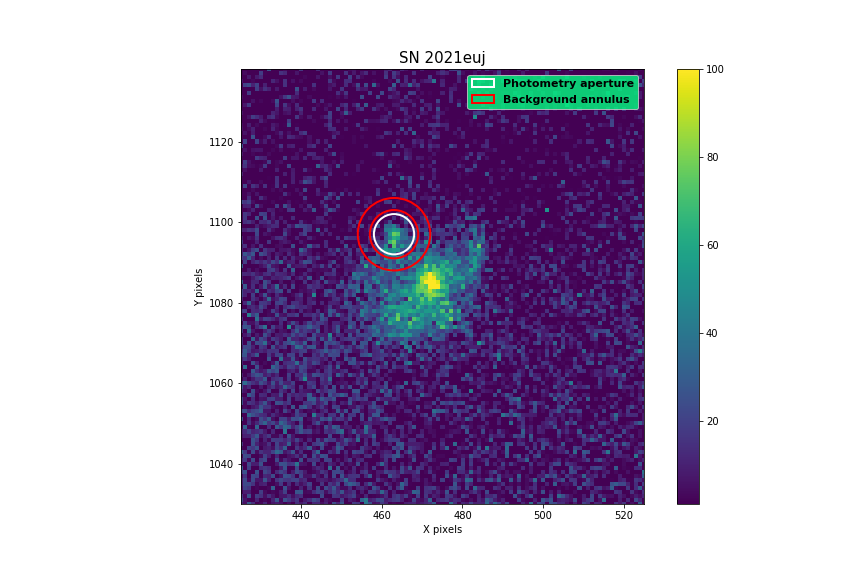 SN 2021euj
Photometry aperture
Background annulus
100
80
60
40
20
1120
1100
1080
1060
1040
Y pixels
440 460 480 500 520
X pixels